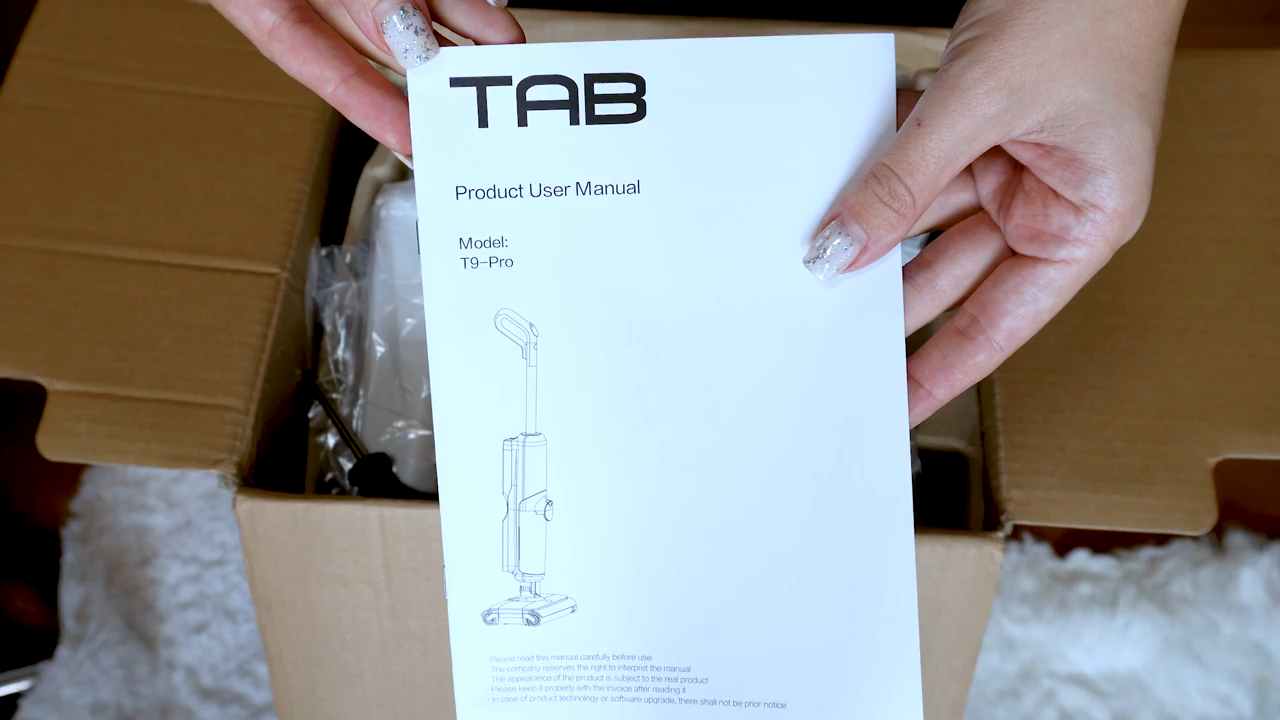 TAB
Product User Manual
Model:
T9-Pro
· Please read this manual carefully before use
· The company reserves the right to interpret the manual
· The appearance of the product is subject to the real product
· Please keep it properly with the invoice after reading it
· In case of product technology or software upgrade, there shall not be prior notice